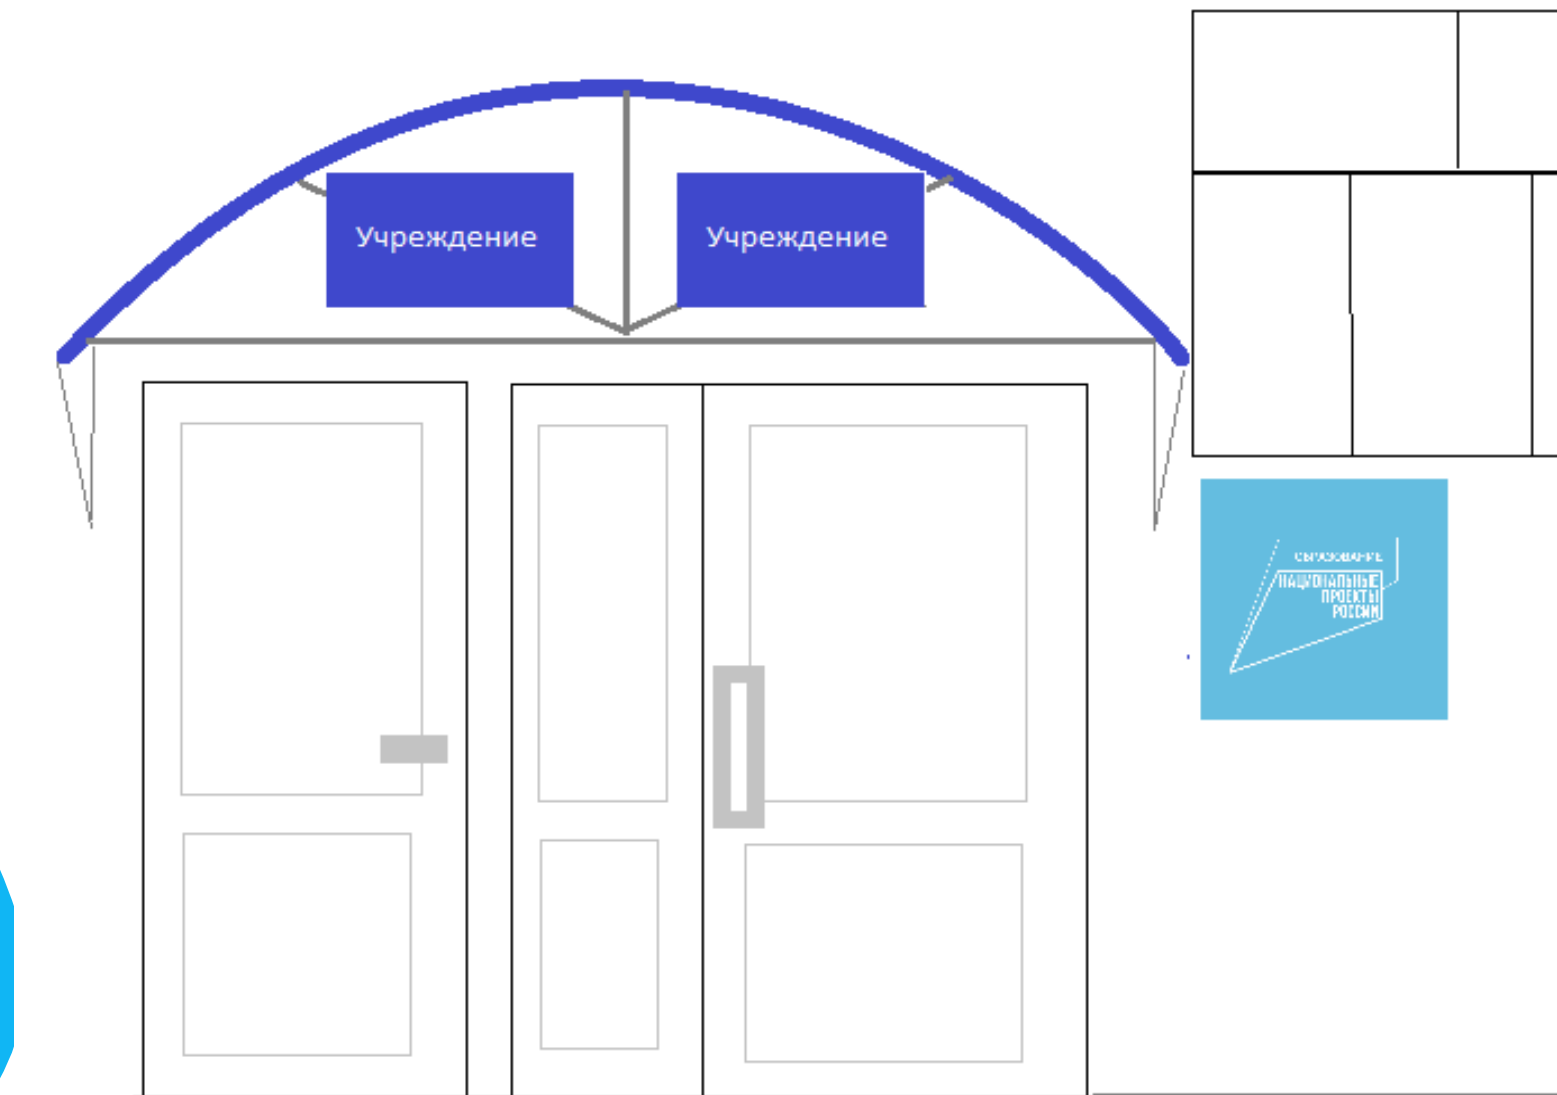 Учреждение
Учреждение
ОБРАЗОВАНИЕ
НАЦИОНАЛЬНЫЕ
ПРОЕКТЫ
РОССИИ